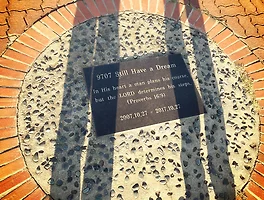 9707 Still Have a Dream
In His heart a man plans his course,
but the LORD determines his steps.
(Proverbs 16:9)
2007.10.27 - 2017.10.27